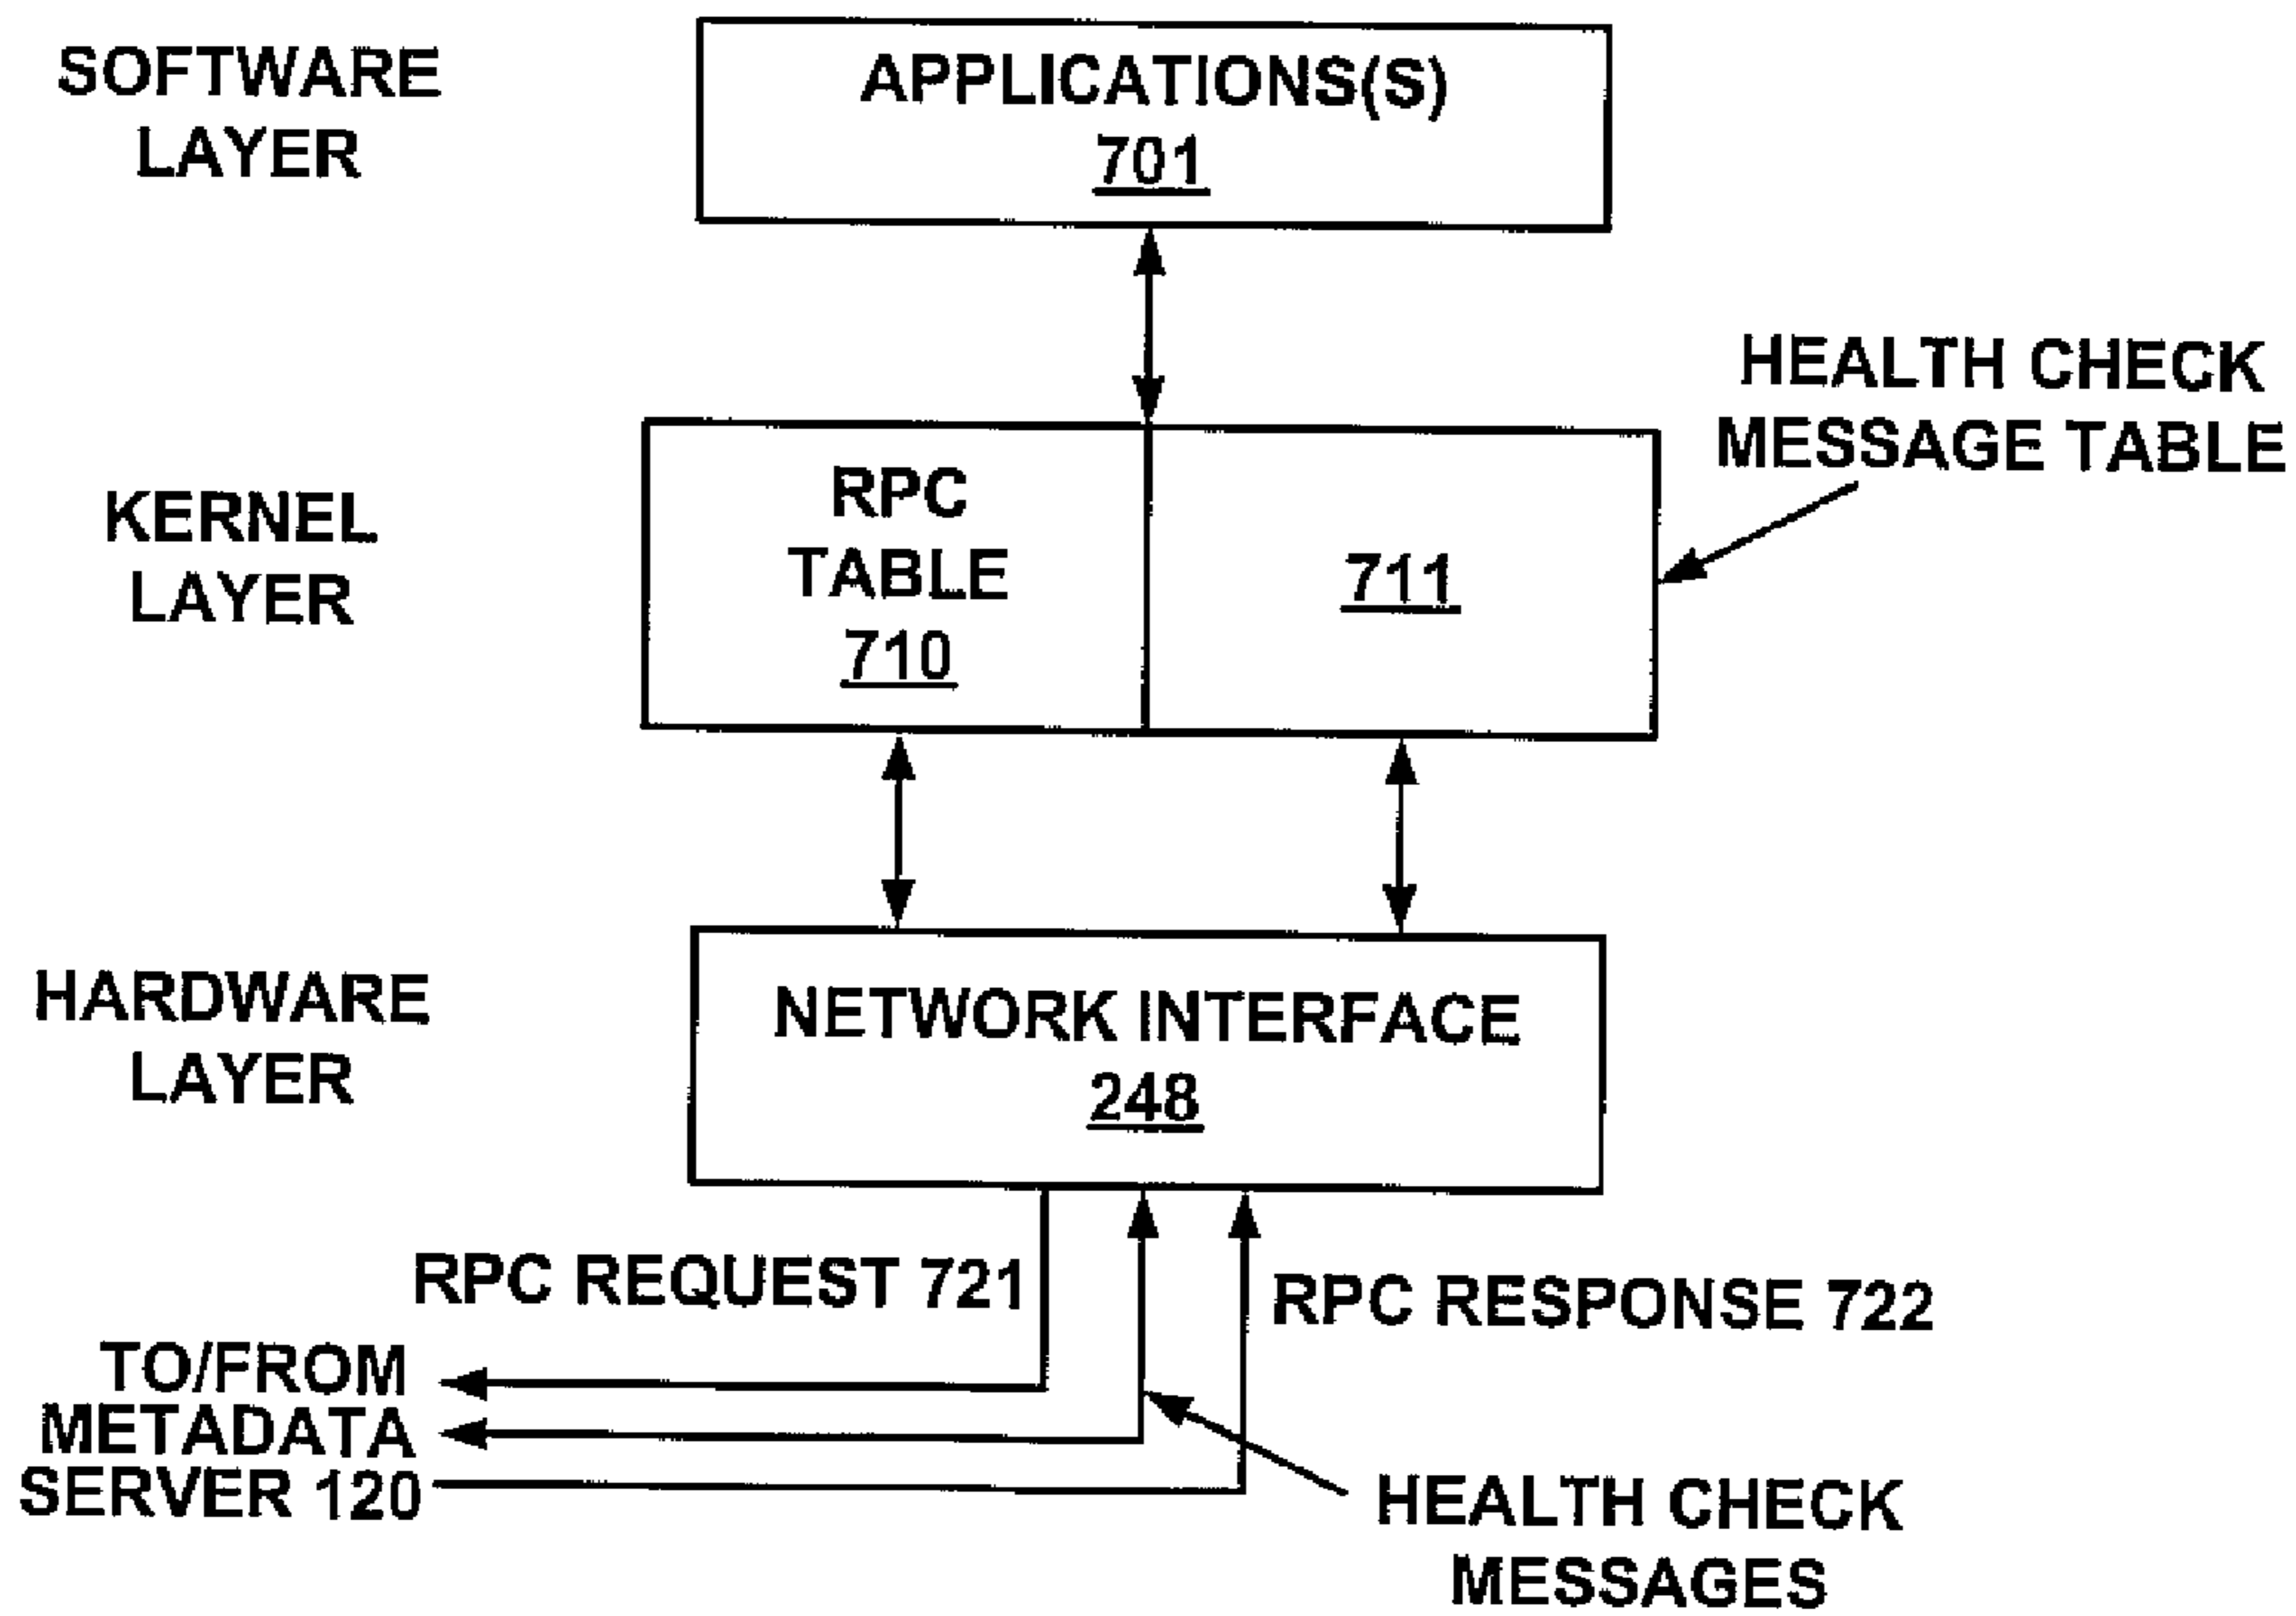 SOFTWARE
LAYER
APPLICATIONS(S)
701
HEALTH CHECK
MESSAGE TABLE
KERNEL
LAYER
RPC
TABLE
710
711
HARDWARE
LAYER
NETWORK INTERFACE
248
RPC REQUEST 721
RPC RESPONSE 722
TO/FROM
METADATA
SERVER 120
HEALTH CHECK
MESSAGES